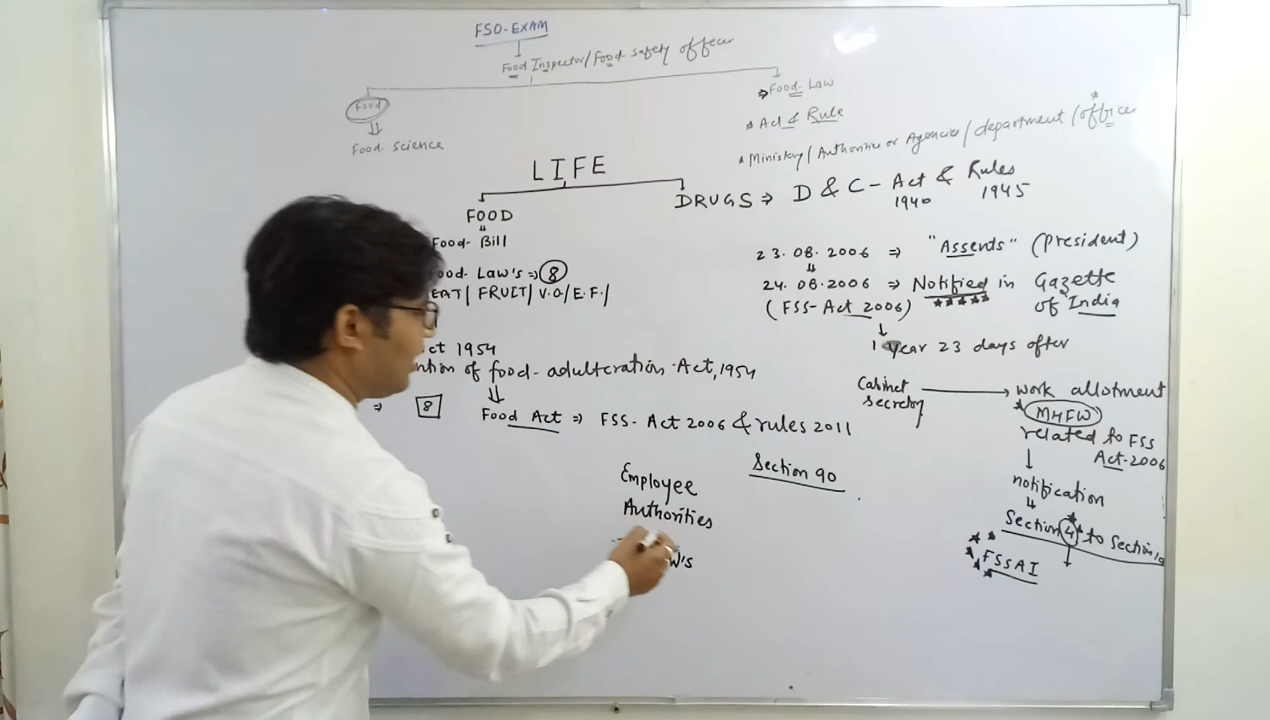 FSO-EXAM
Food Inspector/Food safety officer
Food
Food Science
⇒Food Law
* Act & Rule
* Ministry/Authorities or Agencies/department/officer
LIFE
FOOD
DRUGS ⇒ D & C - Act & Rules
1940 1945
Food-Bill
ood-Law's ⇒ 8
EAT/ FRUIT/ V.O/ E.F./
ct 1954
ntion of food-adulteration-Act, 1954
⇒ 8 Food Act ⇒ FSS-Act 2006 & rules 2011
23.08.2006 ⇒ "Assents" (President)
24.08.2006 ⇒ Notified in Gazette
of India
(FSS-Act 2006)
1 year 23 days after
Cabinet
secretory
work allotment
* MHFW
related to FSS
Act-2006
notification
Section 4 to Section
FSSAI
Employee
Authorities
w's
Section 90